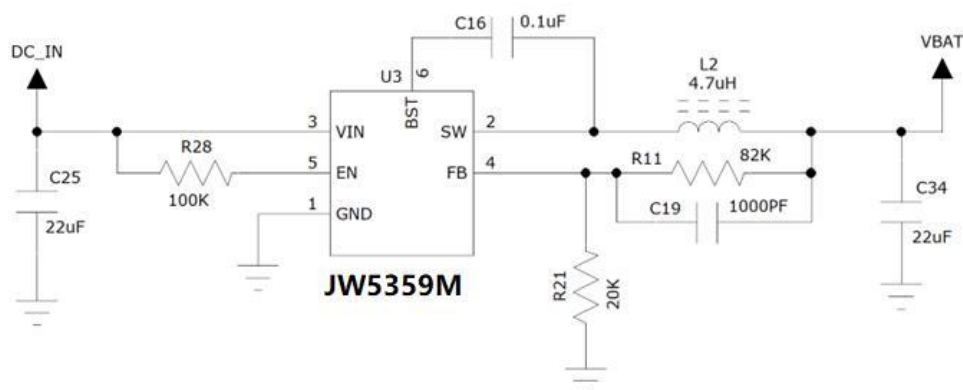 C16
0.1uF
DC_IN
VBAT
U3
6
L2
4.7uH
BST
3
VIN
SW
2
R28
5
EN
FB
4
R11
82K
C25
100K
1
GND
C19
1000PF
C34
22uF
22uF
JW5359M
R21
20K